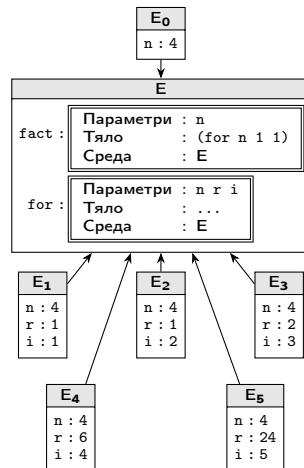 E₀
n : 4
E
fact :
Параметри : n
Тяло : (for n 1 1)
Среда : E
for :
Параметри : n r i
Тяло : ...
Среда : E
E₁
n : 4
r : 1
i : 1
E₂
n : 4
r : 1
i : 2
E₃
n : 4
r : 2
i : 3
E₄
n : 4
r : 6
i : 4
E₅
n : 4
r : 24
i : 5